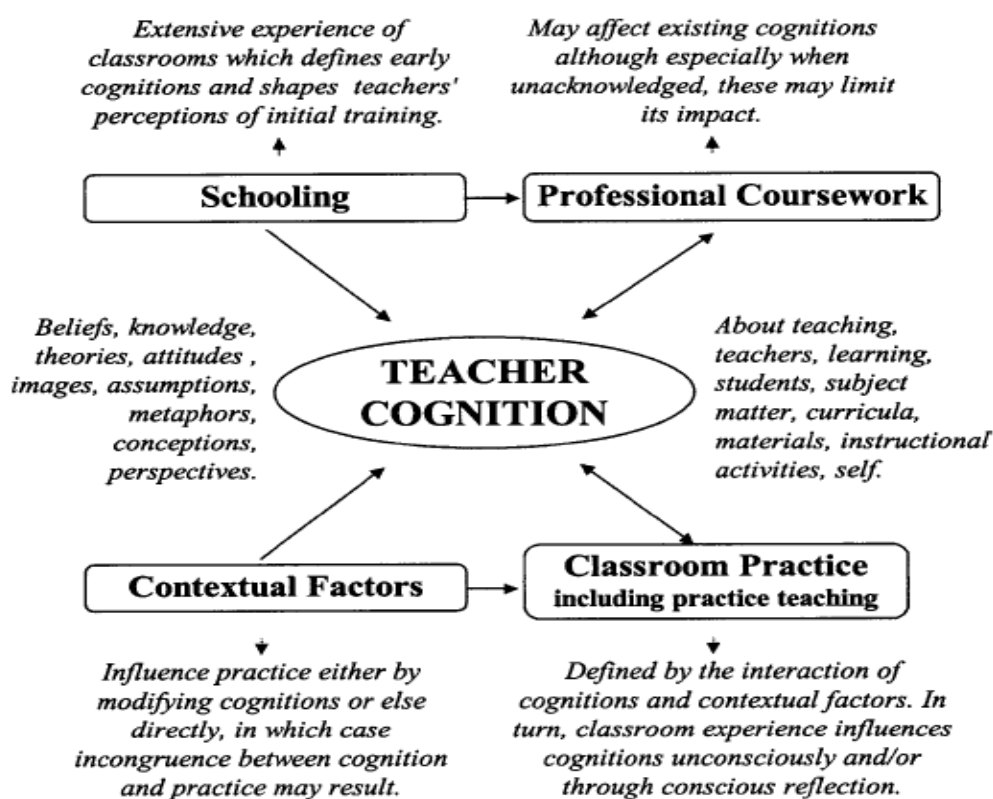 Extensive experience of
classrooms which defines early
cognitions and shapes teachers'
perceptions of initial training.
May affect existing cognitions
although especially when
unacknowledged, these may limit
its impact.
Schooling
Professional Coursework
Beliefs, knowledge,
theories, attitudes ,
images, assumptions,
metaphors,
conceptions,
perspectives.
TEACHER
COGNITION
About teaching,
teachers, learning,
students, subject
matter, curricula,
materials, instructional
activities, self.
Contextual Factors
Classroom Practice
including practice teaching
Influence practice either by
modifying cognitions or else
directly, in which case
incongruence between cognition
and practice may result.
Defined by the interaction of
cognitions and contextual factors. In
turn, classroom experience influences
cognitions unconsciously and/or
through conscious reflection.